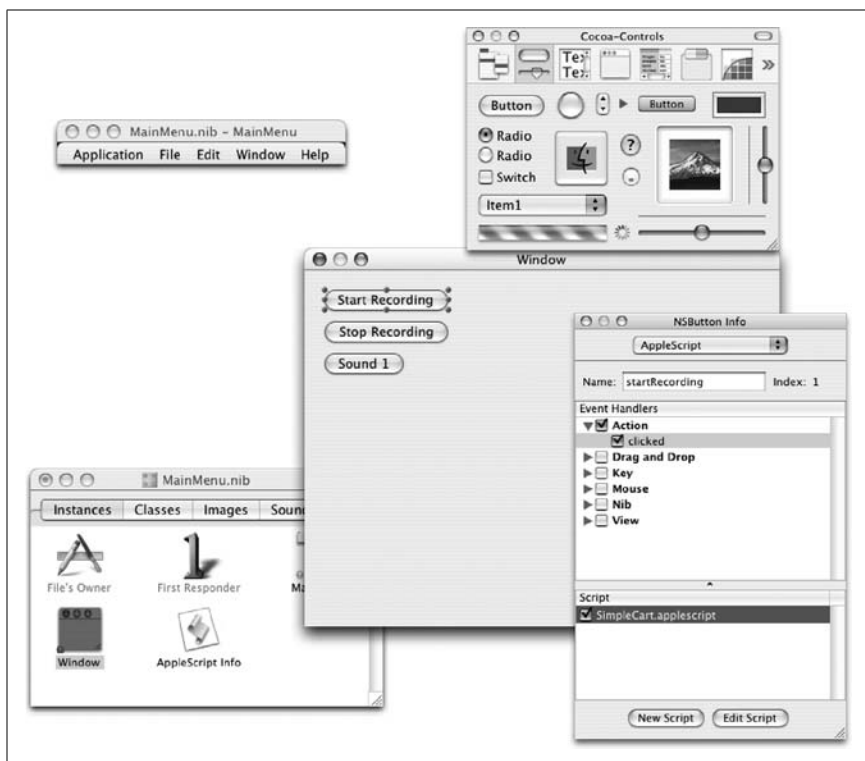 Cocoa-Controls
Tex
Tex
Button
Button
Radio
Radio
Switch
Item1
MainMenu.nib – MainMenu
Application File Edit Window Help
Window
Start Recording
Stop Recording
Sound 1
NSButton Info
AppleScript
Name: startRecording Index: 1
Event Handlers
Action
clicked
Drag and Drop
Key
Mouse
Nib
View
Script
SimpleCart.applescript
New Script Edit Script
MainMenu.nib
Instances Classes Images Soun
File's Owner First Responder Ma
Window AppleScript Info